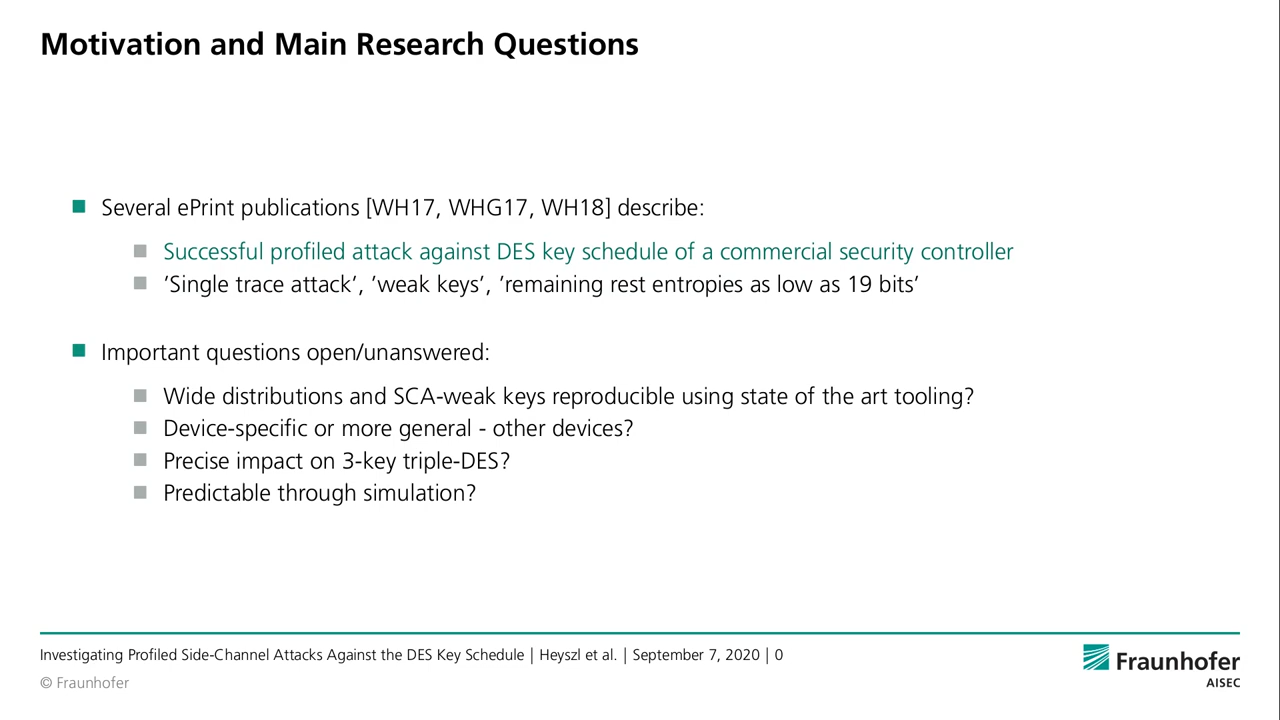 Motivation and Main Research Questions
Several ePrint publications [WH17, WHG17, WH18] describe:
Successful profiled attack against DES key schedule of a commercial security controller
’Single trace attack’, ’weak keys’, ’remaining rest entropies as low as 19 bits’
Important questions open/unanswered:
Wide distributions and SCA-weak keys reproducible using state of the art tooling?
Device-specific or more general - other devices?
Precise impact on 3-key triple-DES?
Predictable through simulation?
Investigating Profiled Side-Channel Attacks Against the DES Key Schedule | Heyszl et al. | September 7, 2020 | 0
© Fraunhofer
Fraunhofer
AISEC